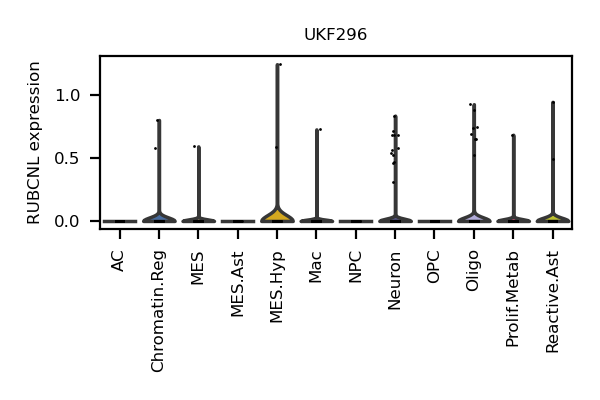 UKF296
RUBCNL expression
1.0
0.5
0.0
AC
Chromatin.Reg
MES
MES.Ast
MES.Hyp
Mac
NPC
Neuron
OPC
Oligo
Prolif.Metab
Reactive.Ast